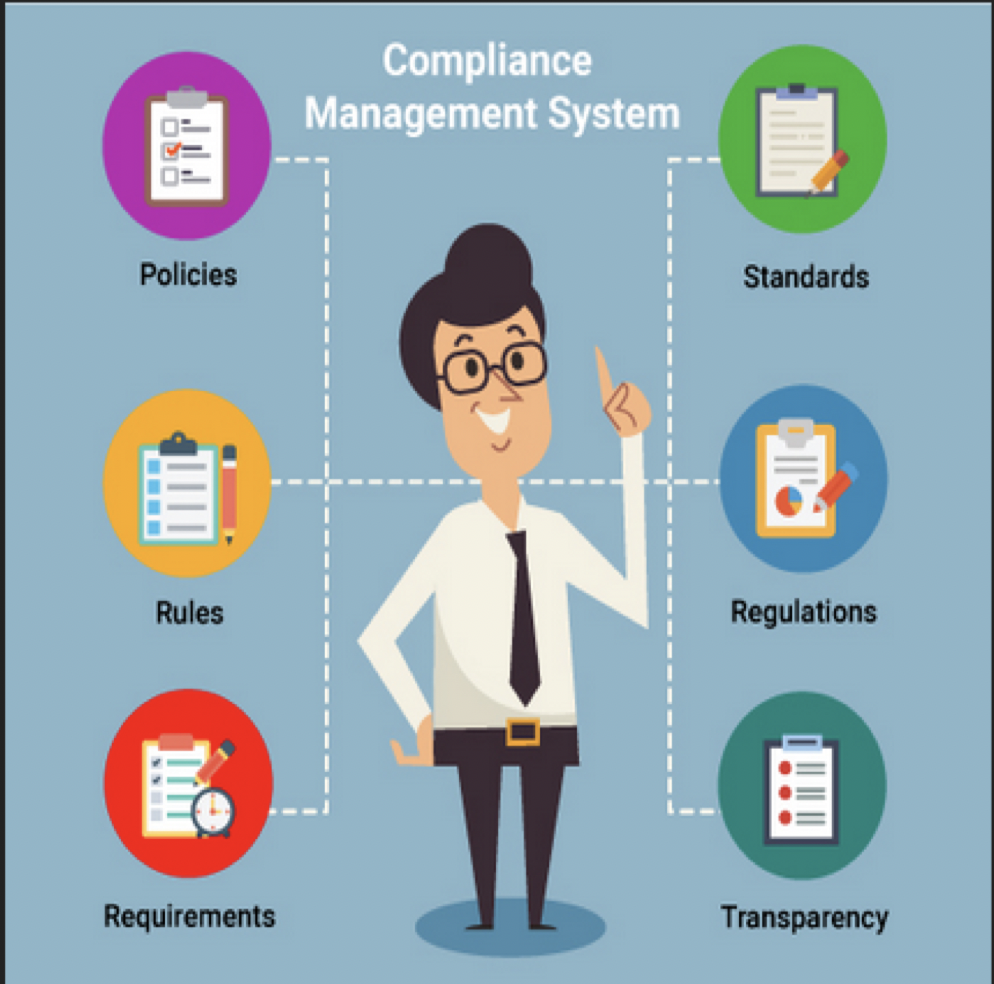 Compliance
Management System
Policies
Standards
Rules
Regulations
Requirements
Transparency